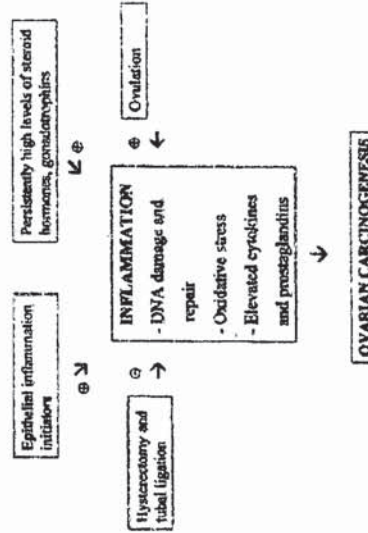 Epithelial inflammation
initiators
Persistently high levels of steroid
hormones, gonadotrophins
⊕
⊕
Hysterectomy and
tubal ligation
⊖
INFLAMMATION
- DNA damage and
repair
- Oxidative stress
- Elevated cytokines
and prostaglandins
⊕
Ovulation
OVARIAN CARCINOGENESIS